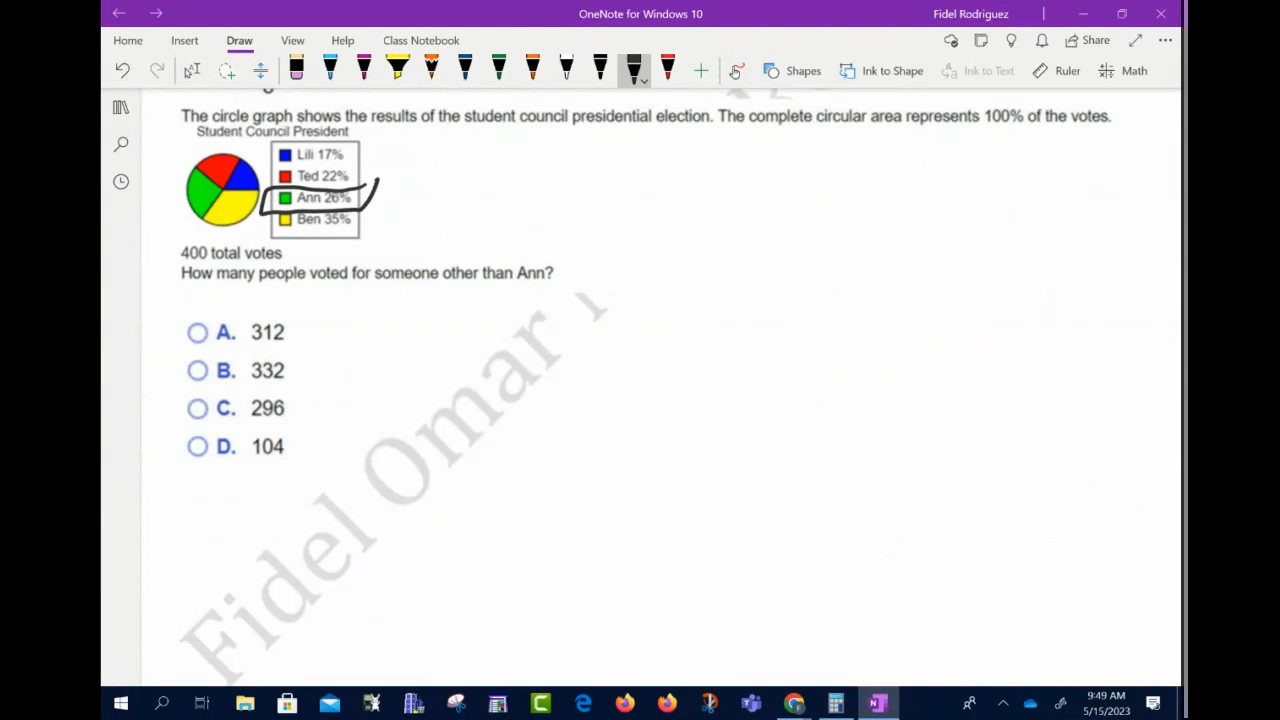 OneNote for Windows 10
Fidel Rodriguez
Home Insert Draw View Help Class Notebook
Share
Shapes Ink to Shape Ink to Text Ruler Math
The circle graph shows the results of the student council presidential election. The complete circular area represents 100% of the votes.
Student Council President
Lili 17%
Ted 22%
Ann 26%
Ben 35%
400 total votes
How many people voted for someone other than Ann?
A. 312
B. 332
C. 296
D. 104
Fidel Omar
9:49 AM
5/15/2023